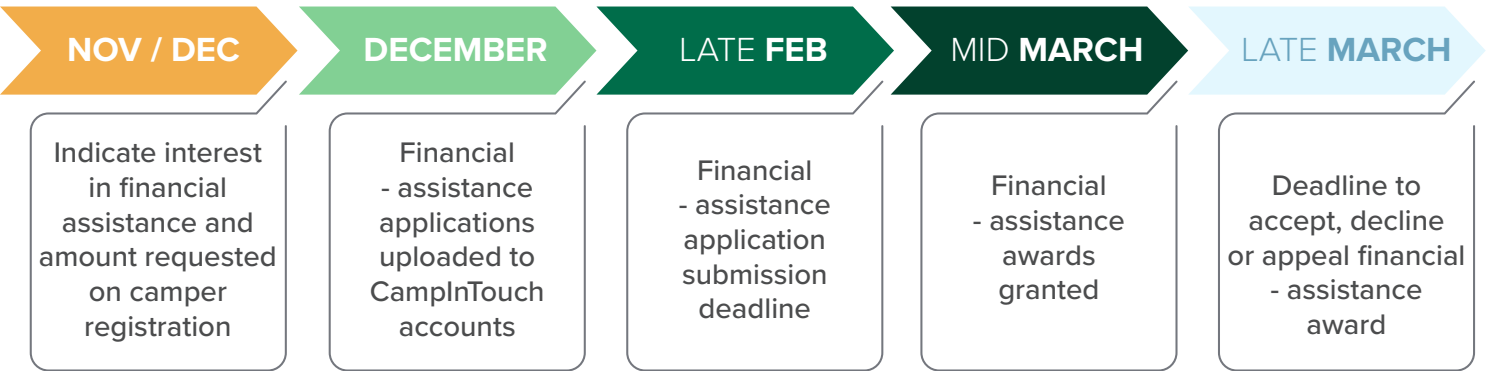 NOV / DEC
DECEMBER
LATE FEB
MID MARCH
LATE MARCH
Indicate interest
in financial
assistance and
amount requested
on camper
registration
Financial
- assistance
applications
uploaded to
CampInTouch
accounts
Financial
- assistance
application
submission
deadline
Financial
- assistance
awards
granted
Deadline to
accept, decline
or appeal financial
- assistance
award